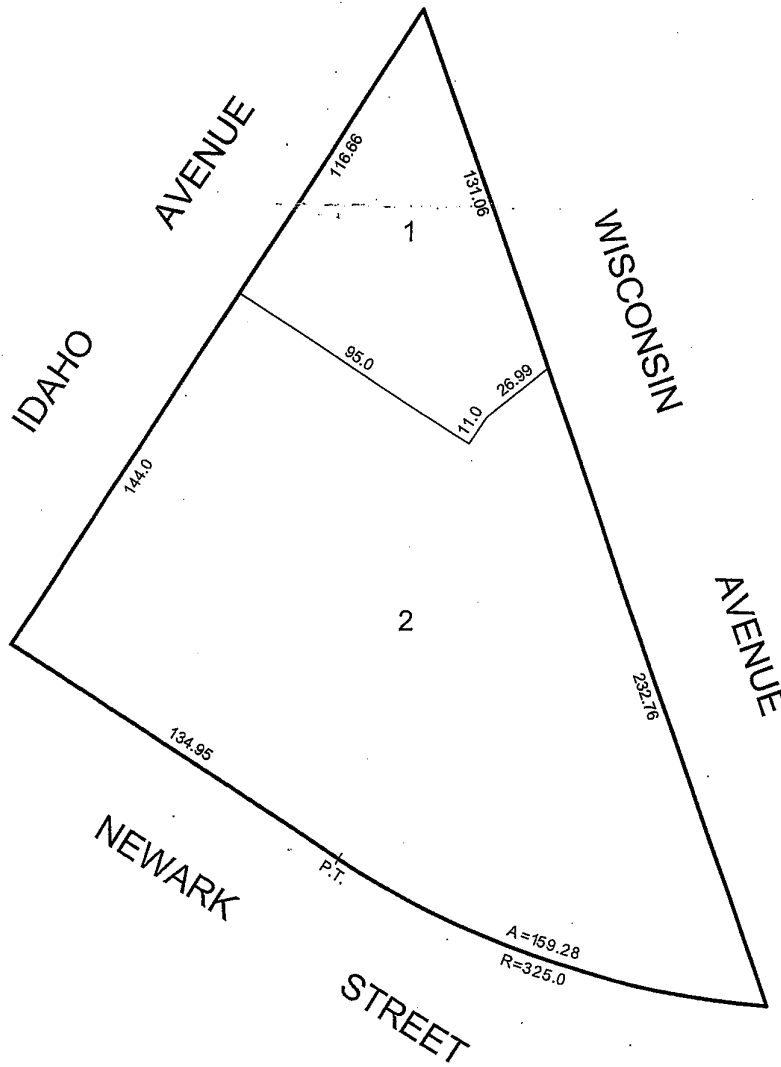 IDAHO AVENUE
116.66
131.06
1
WISCONSIN AVENUE
95.0
11.0
26.99
144.0
2
232.76
134.95
P.T.
NEWARK STREET
A=159.28
R=325.0